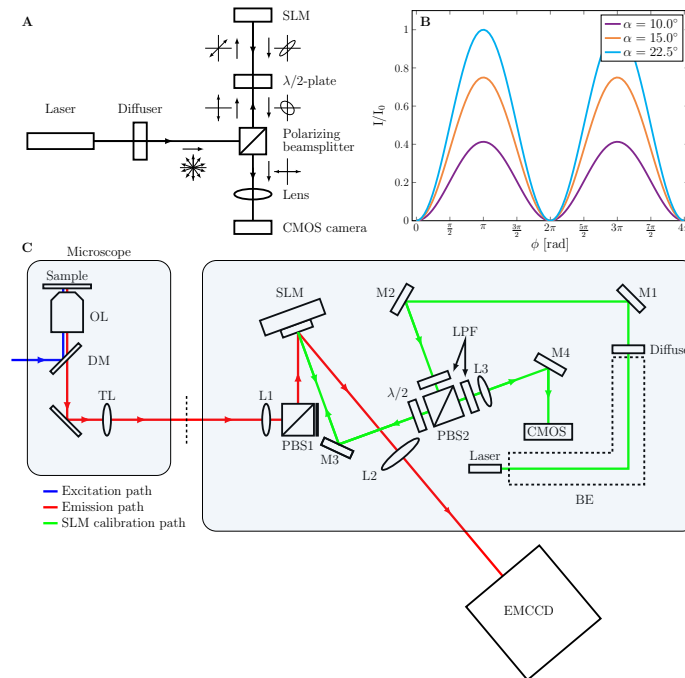 A
SLM
λ/2-plate
Laser
Diffuser
Polarizing
beamsplitter
Lens
CMOS camera
B
α = 10.0°
α = 15.0°
α = 22.5°
I/I₀
1
0.8
0.6
0.4
0.2
0
0 π/2 π 3π/2 2π 5π/2 3π 7π/2 4π
ϕ [rad]
C
Microscope
Sample
OL
DM
TL
SLM
L1
PBS1
M3
M2
M1
LPF
L3
M4
λ/2
PBS2
L2
Diffuse
CMOS
Laser
BE
EMCCD
Excitation path
Emission path
SLM calibration path